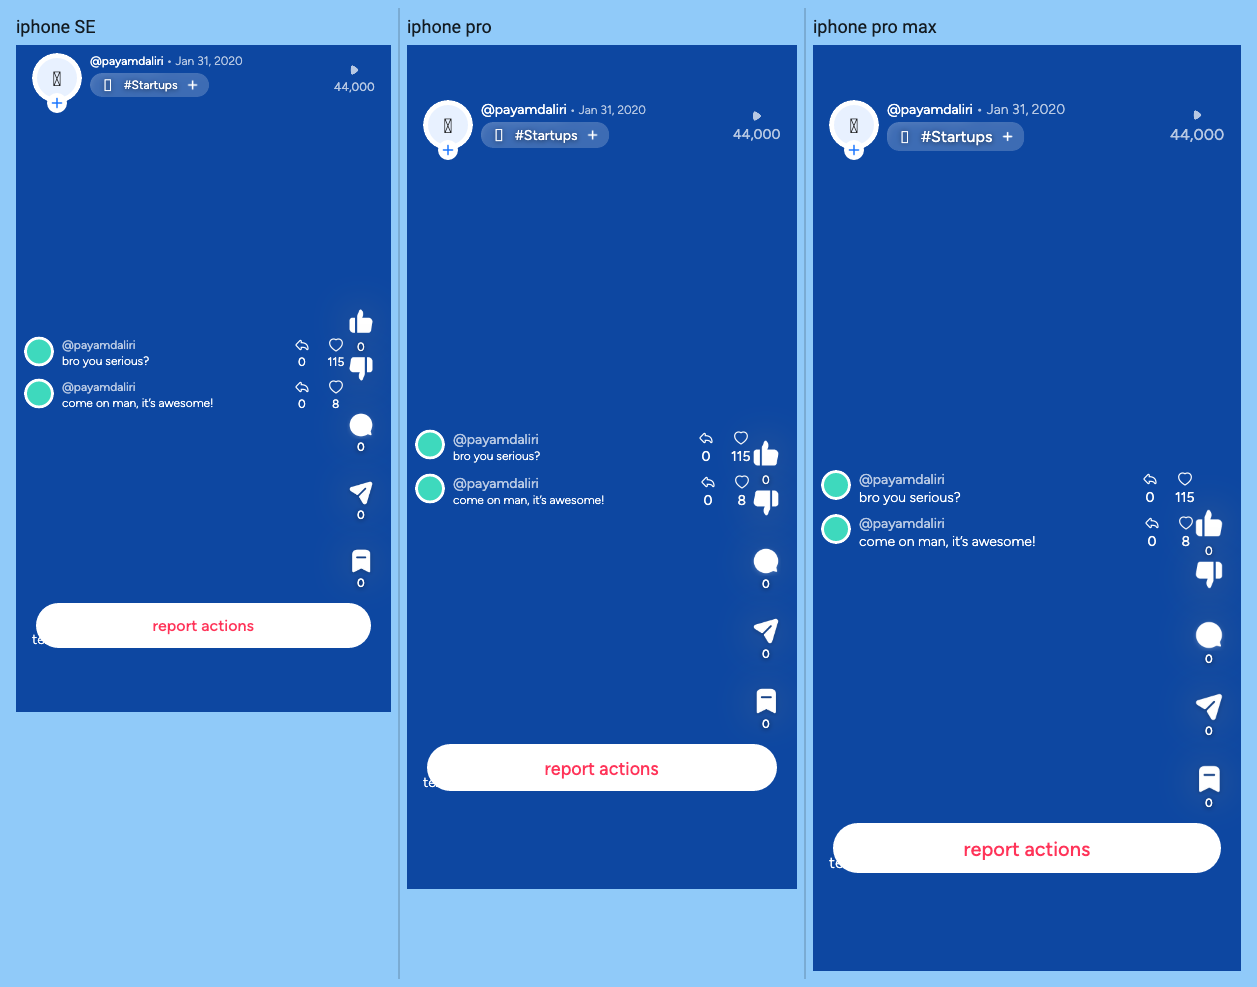 iphone SE
@payamdaliri • Jan 31, 2020
#Startups +
44,000
0
@payamdaliri
bro you serious?
0 115
@payamdaliri
come on man, it's awesome!
0 8
0
0
0
report actions
te
iphone pro
@payamdaliri • Jan 31, 2020
#Startups +
44,000
@payamdaliri
bro you serious?
0 115
0
@payamdaliri
come on man, it's awesome!
0 8
0
0
0
report actions
te
iphone pro max
@payamdaliri • Jan 31, 2020
#Startups +
44,000
@payamdaliri
bro you serious?
0 115
@payamdaliri
come on man, it's awesome!
0 8
0
0
0
0
report actions
te